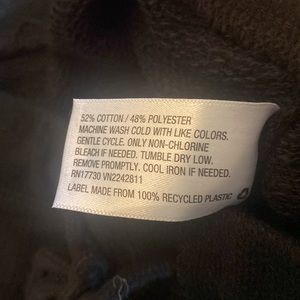 52% COTTON / 48% POLYESTER
MACHINE WASH COLD WITH LIKE COLORS.
GENTLE CYCLE. ONLY NON-CHLORINE
BLEACH IF NEEDED. TUMBLE DRY LOW.
REMOVE PROMPTLY. COOL IRON IF NEEDED.
RN17730 VN2242811
LABEL MADE FROM 100% RECYCLED PLASTIC